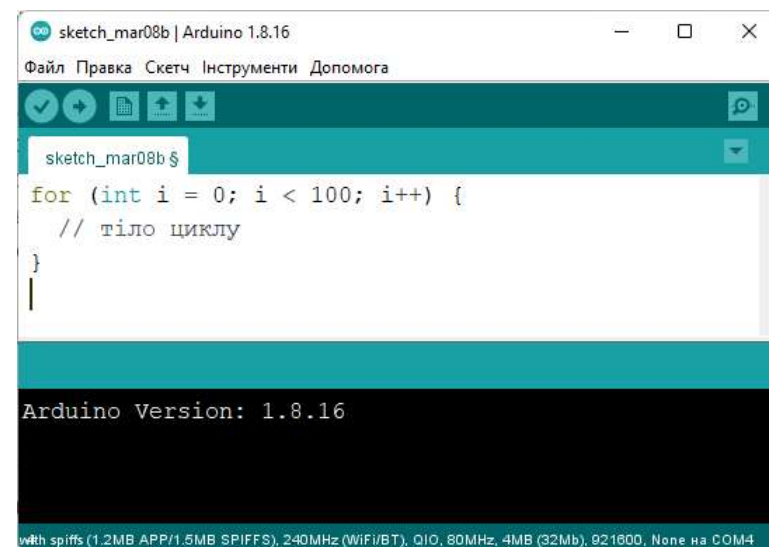 sketch_mar08b | Arduino 1.8.16
Файл Правка Скетч Інструменти Допомога
sketch_mar08b §
for (int i = 0; i < 100; i++) {
// тіло циклу
}
Arduino Version: 1.8.16
with spiffs (1.2MB APP/1.5MB SPIFFS), 240MHz (WiFi/BT), QIO, 80MHz, 4MB (32Mb), 921600, None на COM4